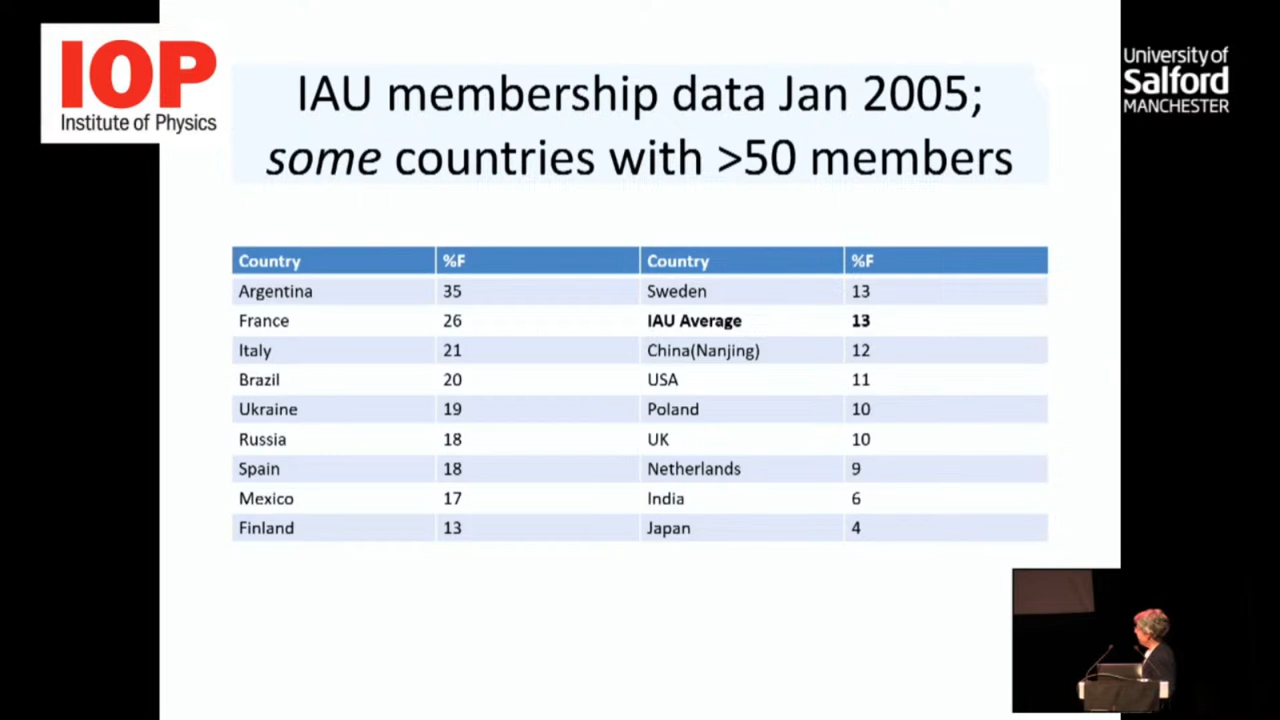 IOP
Institute of Physics
University of
Salford
MANCHESTER
IAU membership data Jan 2005;
some countries with >50 members
Country %F Country %F
Argentina 35 Sweden 13
France 26 IAU Average 13
Italy 21 China(Nanjing) 12
Brazil 20 USA 11
Ukraine 19 Poland 10
Russia 18 UK 10
Spain 18 Netherlands 9
Mexico 17 India 6
Finland 13 Japan 4